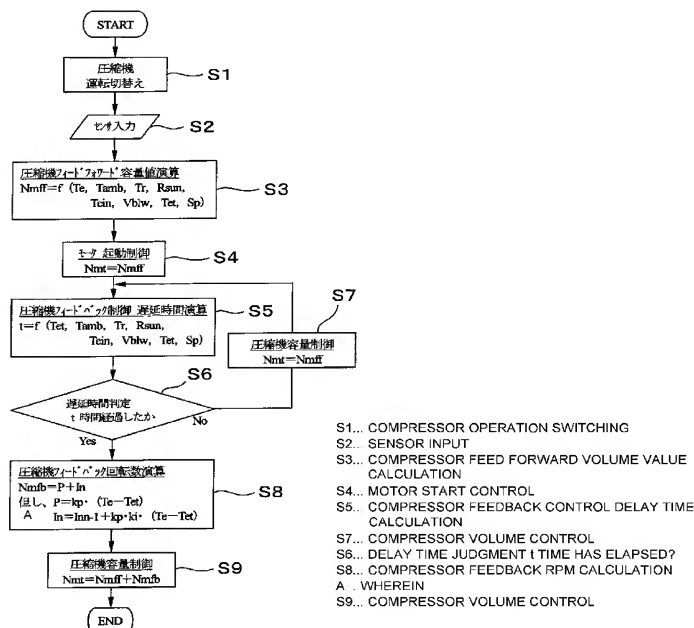 START
圧縮機
運転切替え
S1
センサ入力
S2
圧縮機フィードフォワード容量値演算
Nmff=f (Te, Tamb, Tr, Rsun,
Tcin, Vblw, Tet, Sp)
S3
モータ起動制御
Nmt=Nmff
S4
圧縮機フィードバック制御 遅延時間演算
t=f (Tet, Tamb, Tr, Rsun,
Tcin, Vblw, Tet, Sp)
S5
S7
圧縮機容量制御
Nmt=Nmff
S6
遅延時間判定
t 時間経過したか
No
Yes
圧縮機フィードバック回転数演算
Nmfb=P+In
但し、P=kp・(Te-Tet)
A In=Inn-1+kp・ki・(Te-Tet)
S8
圧縮機容量制御
Nmt=Nmff+Nmfb
S9
END
S1... COMPRESSOR OPERATION SWITCHING
S2... SENSOR INPUT
S3... COMPRESSOR FEED FORWARD VOLUME VALUE
CALCULATION
S4... MOTOR START CONTROL
S5... COMPRESSOR FEEDBACK CONTROL DELAY TIME
CALCULATION
S7... COMPRESSOR VOLUME CONTROL
S6... DELAY TIME JUDGMENT t TIME HAS ELAPSED?
S8... COMPRESSOR FEEDBACK RPM CALCULATION
A... WHEREIN
S9... COMPRESSOR VOLUME CONTROL